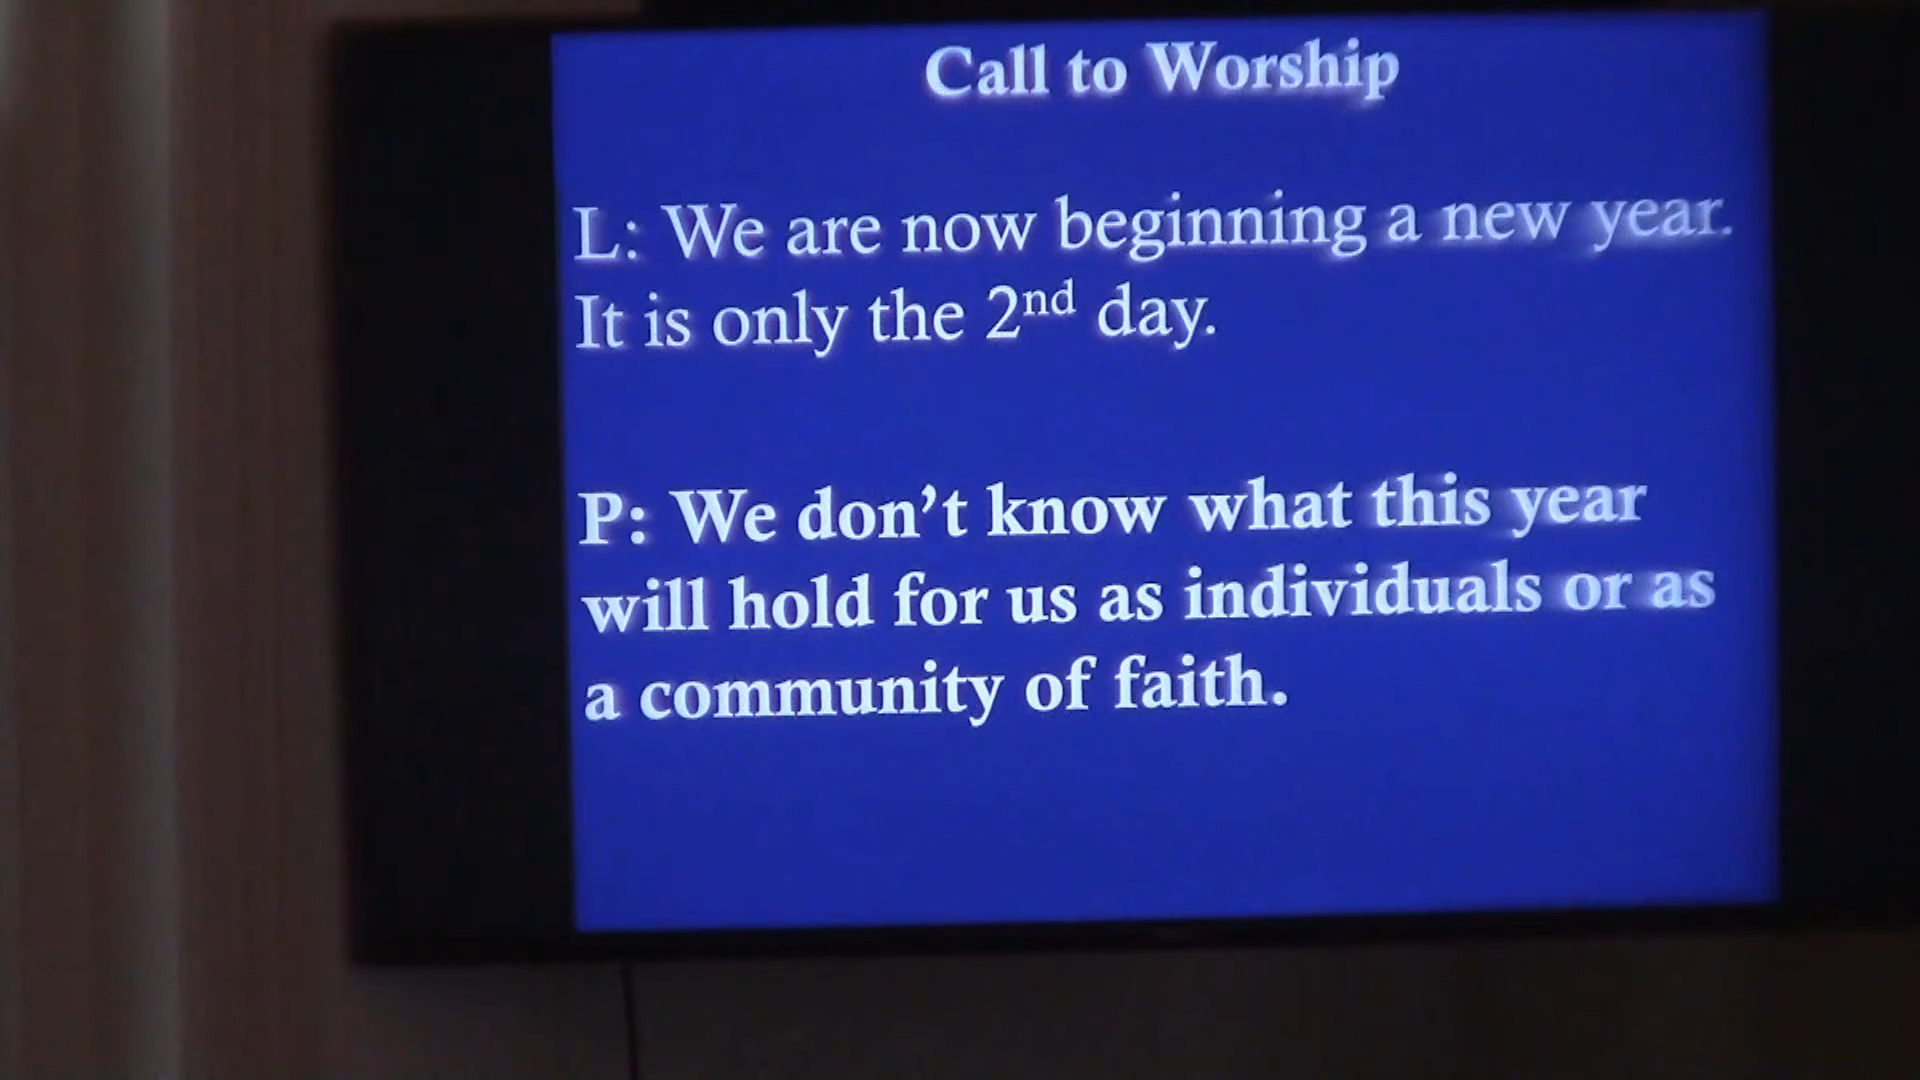 Call to Worship
L: We are now beginning a new year.
It is only the 2nd day.
P: We don’t know what this year
will hold for us as individuals or as
a community of faith.